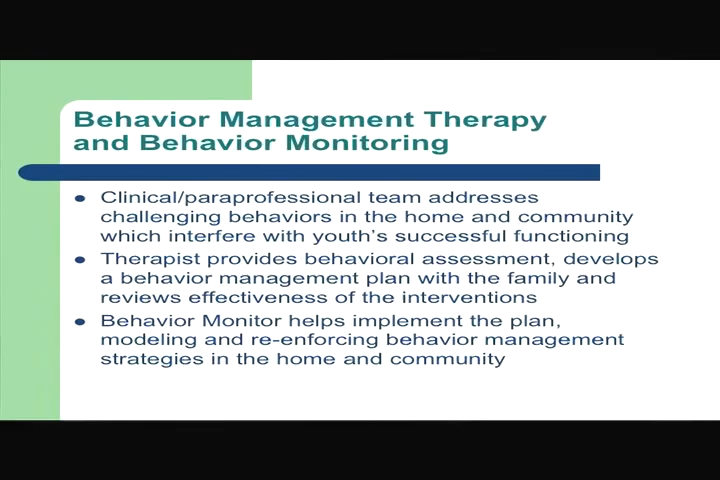 Behavior Management Therapy
and Behavior Monitoring
● Clinical/paraprofessional team addresses
challenging behaviors in the home and community
which interfere with youth's successful functioning
● Therapist provides behavioral assessment, develops
a behavior management plan with the family and
reviews effectiveness of the interventions
● Behavior Monitor helps implement the plan,
modeling and re-enforcing behavior management
strategies in the home and community